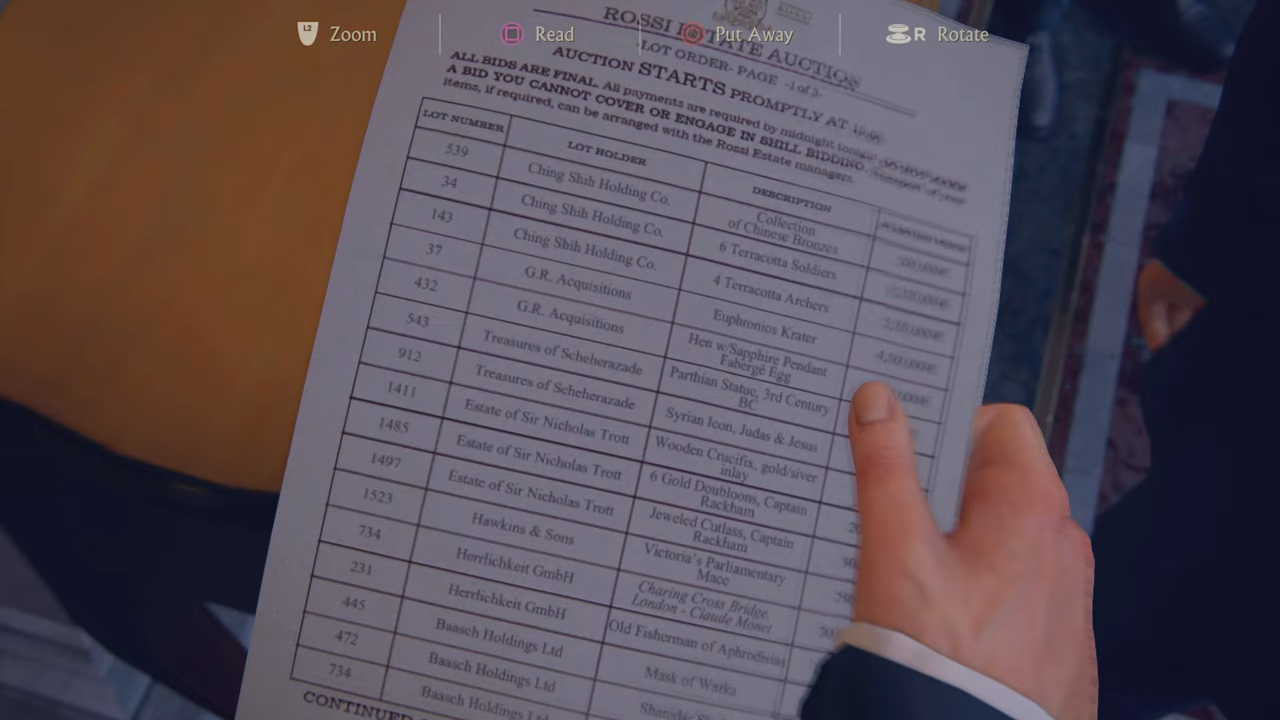 Zoom Read Put Away R Rotate
L2
ROSSI
ROSSI ESTATE AUCTION
LOT ORDER- PAGE -1 of 3-
AUCTION STARTS PROMPTLY AT
ALL BIDS ARE FINAL. All payments are required by midnight tonight.
A BID YOU CANNOT COVER OR ENGAGE IN SHILL BIDDING.
items, if required, can be arranged with the Rossi Estate managers.
LOT NUMBER LOT HOLDER DESCRIPTION
539 Ching Shih Holding Co. Collection
of Chinese Bronzes
34 Ching Shih Holding Co. 6 Terracotta Soldiers
143 Ching Shih Holding Co. 4 Terracotta Archers
37 G.R. Acquisitions Euphronios Krater
432 G.R. Acquisitions Hen w/Sapphire Pendant
Fabergé Egg
543 Treasures of Scheherazade Parthian Statue, 3rd Century
BC
912 Treasures of Scheherazade Syrian Icon, Judas & Jesus
1411 Estate of Sir Nicholas Trott Wooden Crucifix, gold/siver
inlay
1485 Estate of Sir Nicholas Trott 6 Gold Doubloons, Captain
Rackham
1497 Estate of Sir Nicholas Trott Jeweled Cutlass, Captain
Rackham
1523 Hawkins & Sons Victoria's Parliamentary
Mace
734 Herrlichkeit GmbH Charing Cross Bridge,
London - Claude Monet
231 Herrlichkeit GmbH Old Fisherman of Aphrodisias
445 Baasch Holdings Ltd Mask of Warka
472 Baasch Holdings Ltd
734 Baasch Holdings Ltd
CONTINUED